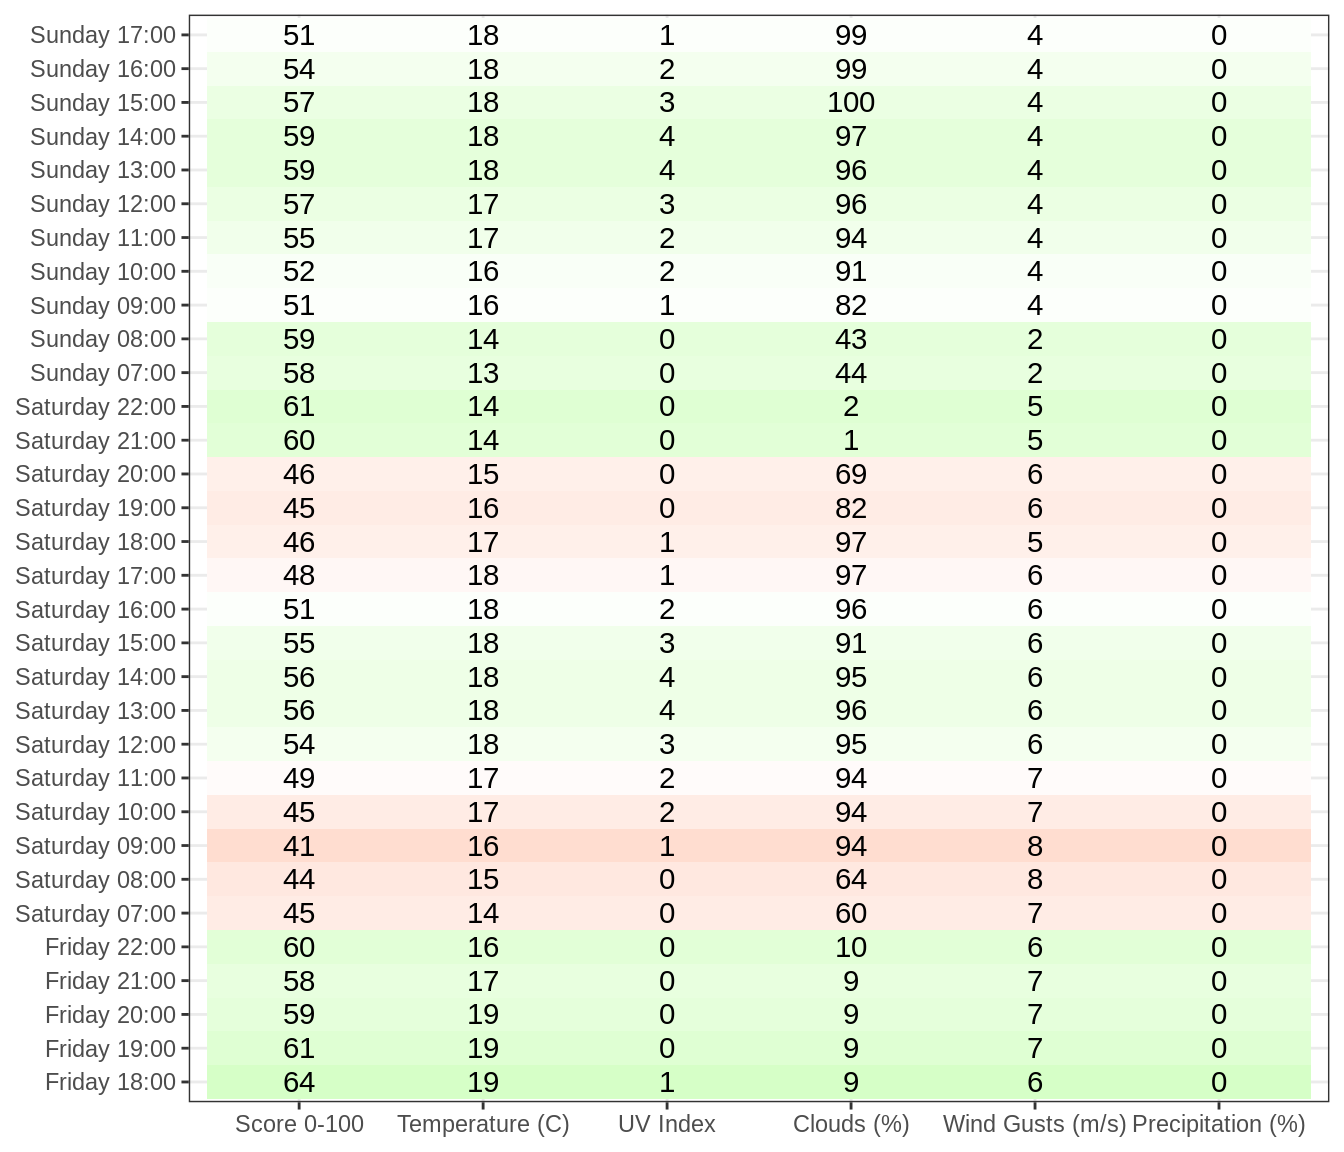 Sunday 17:00 51 18 1 99 4 0
Sunday 16:00 54 18 2 99 4 0
Sunday 15:00 57 18 3 100 4 0
Sunday 14:00 59 18 4 97 4 0
Sunday 13:00 59 18 4 96 4 0
Sunday 12:00 57 17 3 96 4 0
Sunday 11:00 55 17 2 94 4 0
Sunday 10:00 52 16 2 91 4 0
Sunday 09:00 51 16 1 82 4 0
Sunday 08:00 59 14 0 43 2 0
Sunday 07:00 58 13 0 44 2 0
Saturday 22:00 61 14 0 2 5 0
Saturday 21:00 60 14 0 1 5 0
Saturday 20:00 46 15 0 69 6 0
Saturday 19:00 45 16 0 82 6 0
Saturday 18:00 46 17 1 97 5 0
Saturday 17:00 48 18 1 97 6 0
Saturday 16:00 51 18 2 96 6 0
Saturday 15:00 55 18 3 91 6 0
Saturday 14:00 56 18 4 95 6 0
Saturday 13:00 56 18 4 96 6 0
Saturday 12:00 54 18 3 95 6 0
Saturday 11:00 49 17 2 94 7 0
Saturday 10:00 45 17 2 94 7 0
Saturday 09:00 41 16 1 94 8 0
Saturday 08:00 44 15 0 64 8 0
Saturday 07:00 45 14 0 60 7 0
Friday 22:00 60 16 0 10 6 0
Friday 21:00 58 17 0 9 7 0
Friday 20:00 59 19 0 9 7 0
Friday 19:00 61 19 0 9 7 0
Friday 18:00 64 19 1 9 6 0
Score 0-100 Temperature (C) UV Index Clouds (%) Wind Gusts (m/s) Precipitation (%)